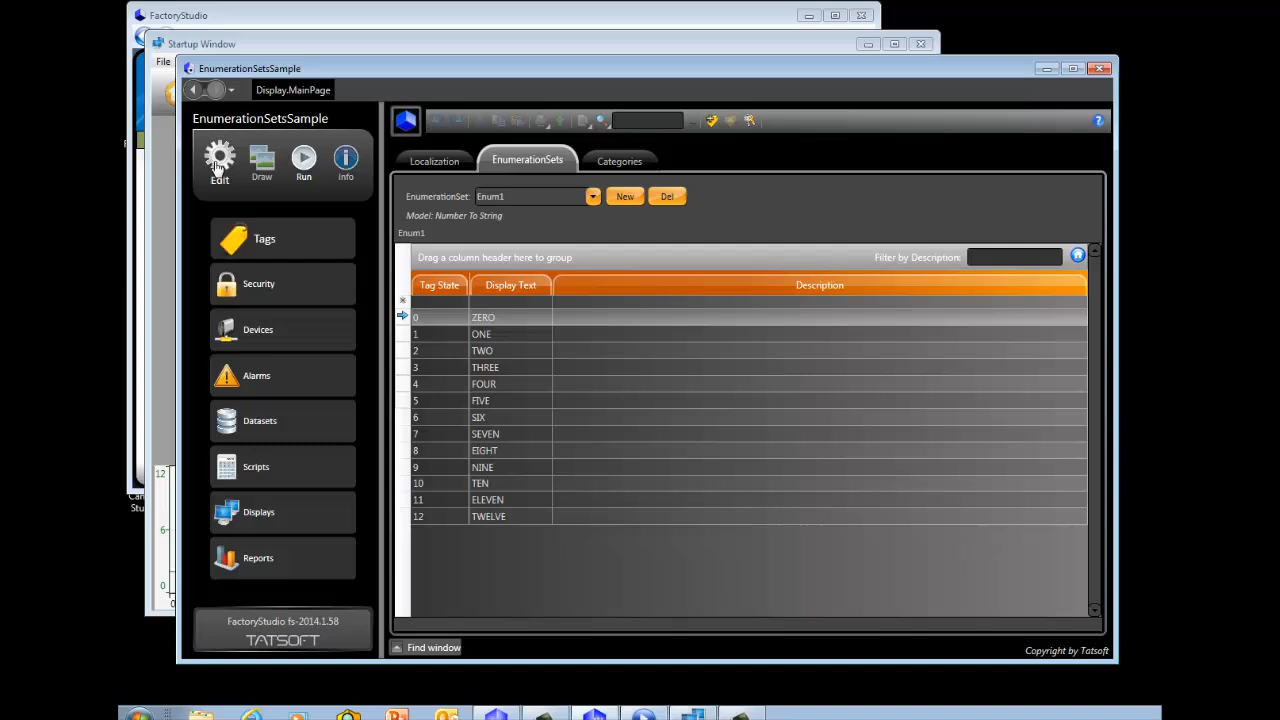 FactoryStudio
Startup Window
File
EnumerationSetsSample
Display.MainPage
EnumerationSetsSample
Edit
Draw
Run
Info
Tags
Security
Devices
Alarms
Datasets
Scripts
Displays
Reports
FactoryStudio fs-2014.1.58
TATSOFT
Localization
EnumerationSets
Categories
EnumerationSet: Enum1
New
Del
Model: Number To String
Enum1
Drag a column header here to group
Filter by Description:
Tag State Display Text Description
0 ZERO
1 ONE
2 TWO
3 THREE
4 FOUR
5 FIVE
6 SIX
7 SEVEN
8 EIGHT
9 NINE
10 TEN
11 ELEVEN
12 TWELVE
Find window
Copyright by Tatsoft
12
6
0